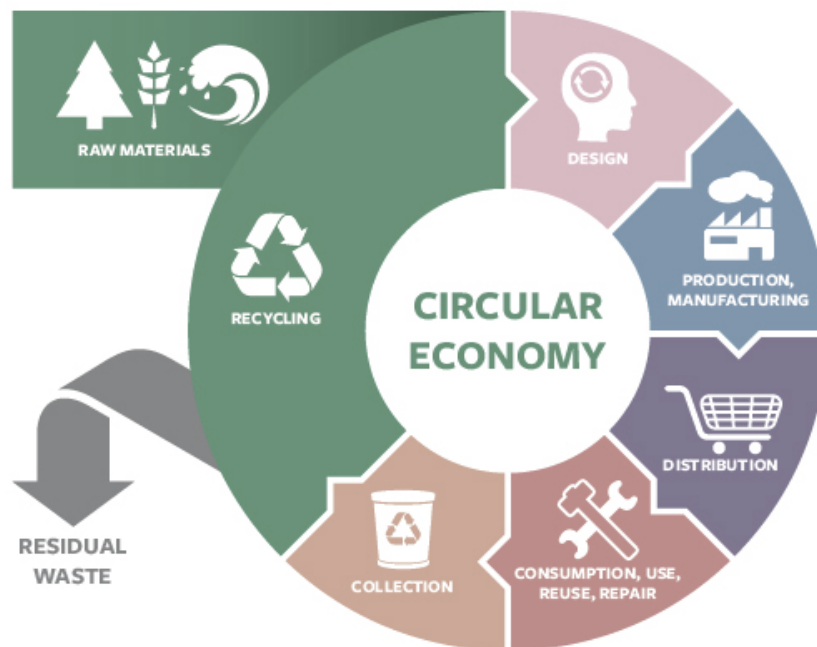 RAW MATERIALS
DESIGN
PRODUCTION,
MANUFACTURING
RECYCLING
CIRCULAR
ECONOMY
DISTRIBUTION
RESIDUAL
WASTE
COLLECTION
CONSUMPTION, USE,
REUSE, REPAIR